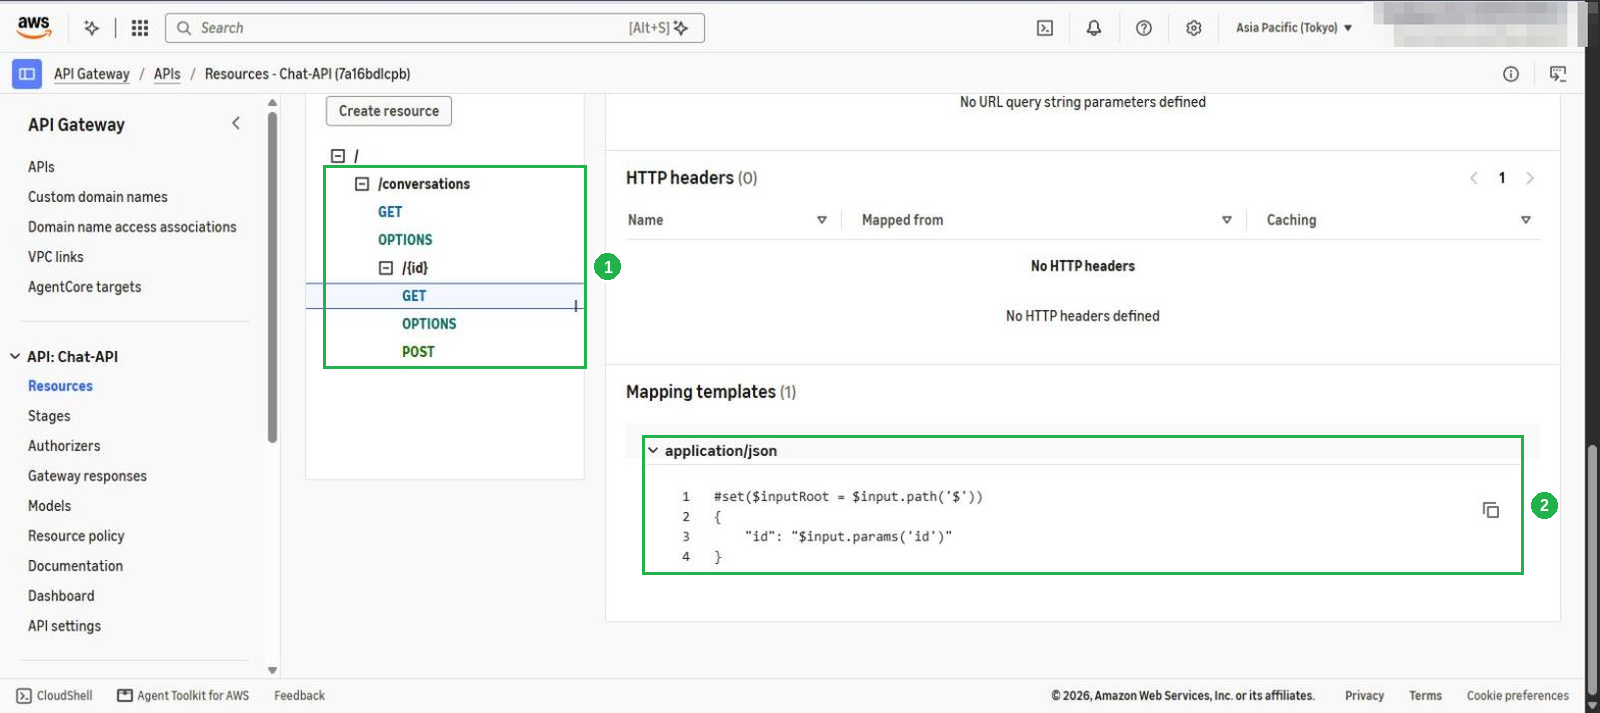 aws
Search
[Alt+S]
Asia Pacific (Tokyo)
API Gateway / APIs / Resources - Chat-API (7a16bdlcpb)
API Gateway
APIs
Custom domain names
Domain name access associations
VPC links
AgentCore targets
API: Chat-API
Resources
Stages
Authorizers
Gateway responses
Models
Resource policy
Documentation
Dashboard
API settings
Create resource
/
/conversations
GET
OPTIONS
/{id}
GET
OPTIONS
POST
1
No URL query string parameters defined
HTTP headers (0)
1
Name
Mapped from
Caching
No HTTP headers
No HTTP headers defined
Mapping templates (1)
application/json
1 #set($inputRoot = $input.path('$'))
2 {
3 "id": "$input.params('id')"
4 }
2
CloudShell
Agent Toolkit for AWS
Feedback
© 2026, Amazon Web Services, Inc. or its affiliates.
Privacy
Terms
Cookie preferences